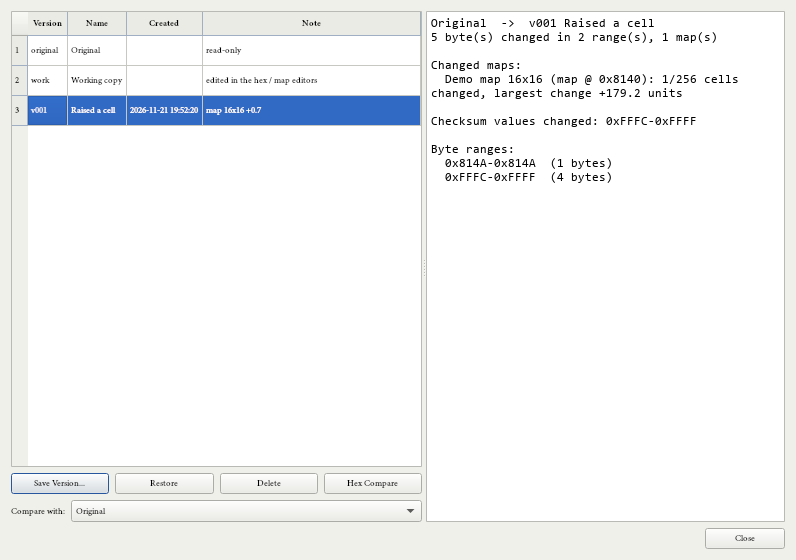 Version Name Created Note
1 original Original read-only
2 work Working copy edited in the hex / map editors
3 v001 Raised a cell 2026-11-21 19:52:20 map 16x16 +0.7
Save Version... Restore Delete Hex Compare
Compare with: Original
Original  ->  v001 Raised a cell
5 byte(s) changed in 2 range(s), 1 map(s)
Changed maps:
Demo map 16x16 (map @ 0x8140): 1/256 cells
changed, largest change +179.2 units
Checksum values changed: 0xFFFC-0xFFFF
Byte ranges:
0x814A-0x814A  (1 bytes)
0xFFFC-0xFFFF  (4 bytes)
Close